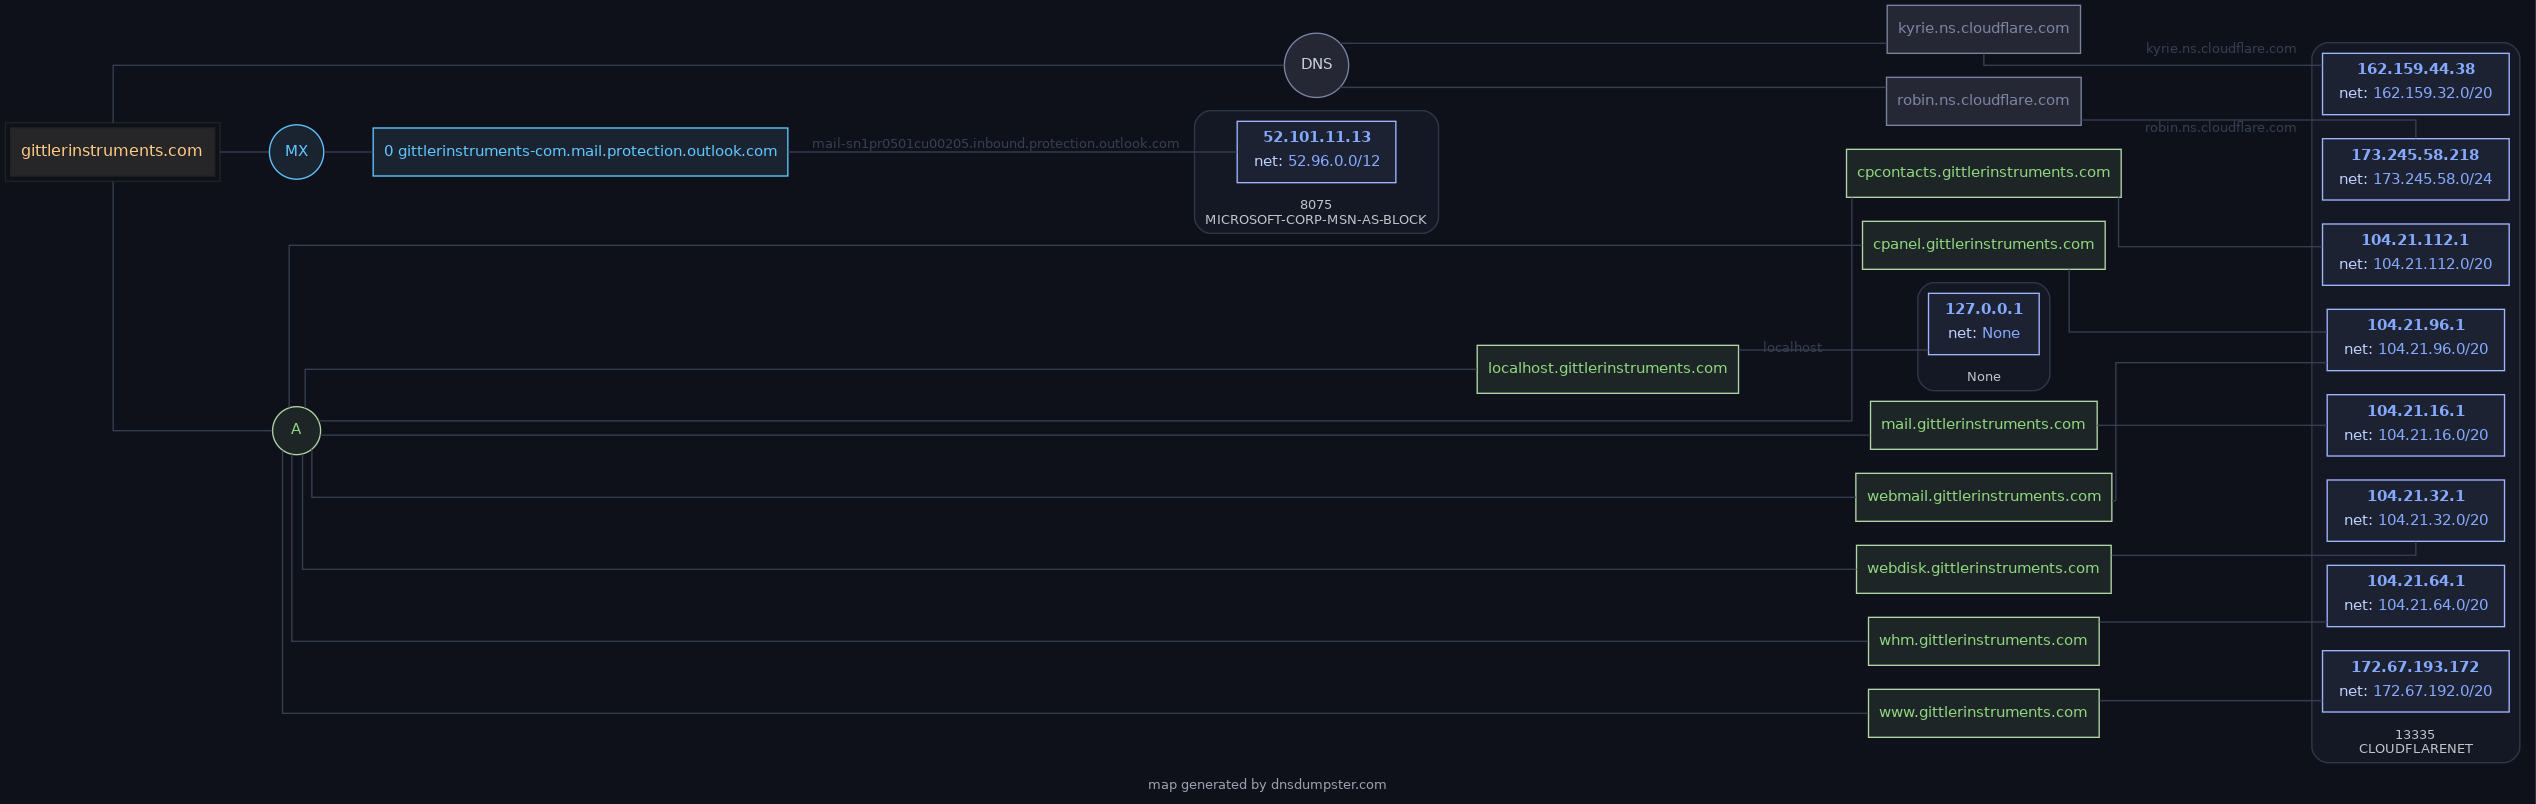 kyrie.ns.cloudflare.com
kyrie.ns.cloudflare.com
DNS
162.159.44.38
net: 162.159.32.0/20
robin.ns.cloudflare.com
robin.ns.cloudflare.com
gittlerinstruments.com
MX
0 gittlerinstruments-com.mail.protection.outlook.com
mail-sn1pr0501cu00205.inbound.protection.outlook.com
52.101.11.13
net: 52.96.0.0/12
8075
MICROSOFT-CORP-MSN-AS-BLOCK
173.245.58.218
net: 173.245.58.0/24
cpcontacts.gittlerinstruments.com
cpanel.gittlerinstruments.com
104.21.112.1
net: 104.21.112.0/20
127.0.0.1
net: None
None
localhost
localhost.gittlerinstruments.com
104.21.96.1
net: 104.21.96.0/20
A
mail.gittlerinstruments.com
104.21.16.1
net: 104.21.16.0/20
webmail.gittlerinstruments.com
104.21.32.1
net: 104.21.32.0/20
webdisk.gittlerinstruments.com
104.21.64.1
net: 104.21.64.0/20
whm.gittlerinstruments.com
172.67.193.172
net: 172.67.192.0/20
www.gittlerinstruments.com
13335
CLOUDFLARENET
map generated by dnsdumpster.com